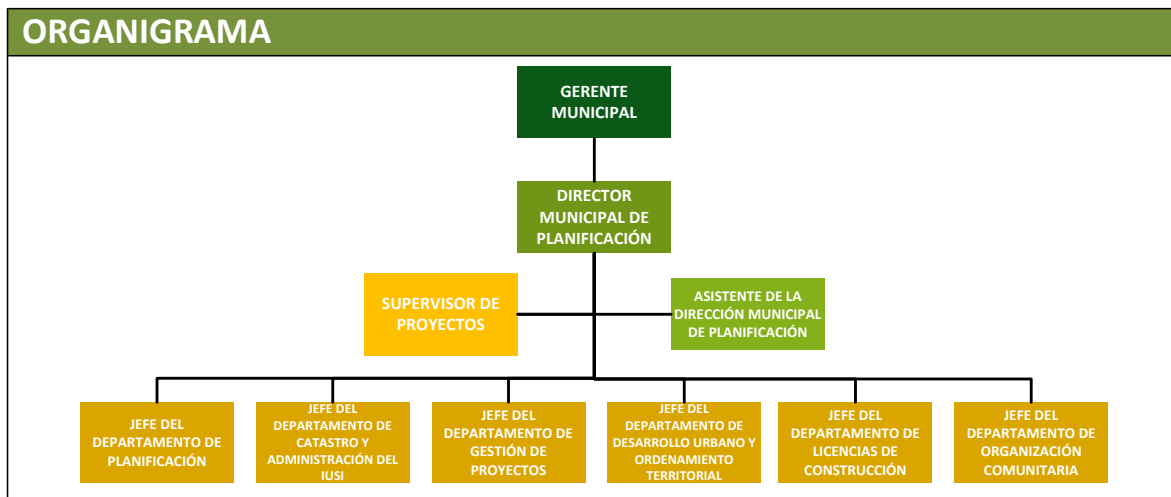 ORGANIGRAMA
GERENTE
MUNICIPAL
DIRECTOR
MUNICIPAL DE
PLANIFICACIÓN
SUPERVISOR DE
PROYECTOS
ASISTENTE DE LA
DIRECCIÓN MUNICIPAL
DE PLANIFICACIÓN
JEFE DEL
DEPARTAMENTO DE
PLANIFICACIÓN
JEFE DEL
DEPARTAMENTO DE
CATASTRO Y
ADMINISTRACIÓN DEL
IUSI
JEFE DEL
DEPARTAMENTO DE
GESTIÓN DE
PROYECTOS
JEFE DEL
DEPARTAMENTO DE
DESARROLLO URBANO Y
ORDENAMIENTO
TERRITORIAL
JEFE DEL
DEPARTAMENTO DE
LICENCIAS DE
CONSTRUCCIÓN
JEFE DEL
DEPARTAMENTO DE
ORGANIZACIÓN
COMUNITARIA